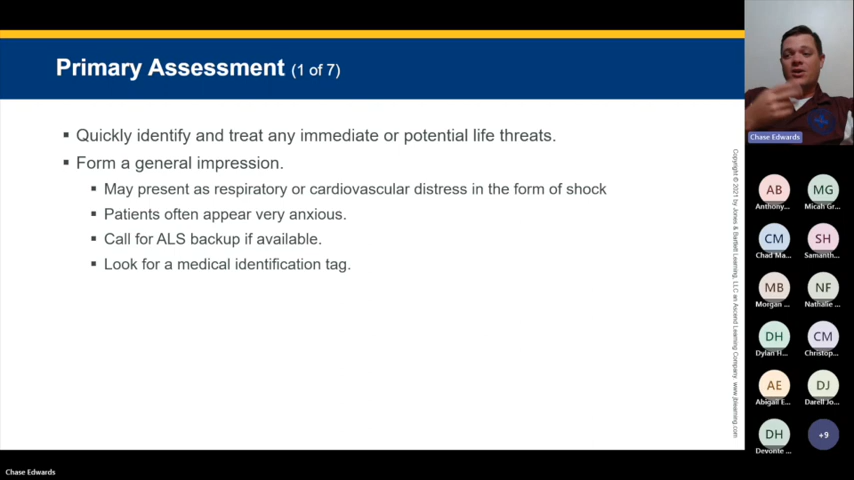 Primary Assessment (1 of 7)
▪ Quickly identify and treat any immediate or potential life threats.
▪ Form a general impression.
▪ May present as respiratory or cardiovascular distress in the form of shock
▪ Patients often appear very anxious.
▪ Call for ALS backup if available.
▪ Look for a medical identification tag.
Copyright © 2021 by Jones & Bartlett Learning, LLC an Ascend Learning Company. www.jblearning.com
Chase Edwards
AB
Anthony...
MG
Micah Gr...
CM
Chad Ma...
SH
Samanth...
MB
Morgan ...
NF
Nathalie ...
DH
Dylan H...
CM
Christop...
AE
Abigail E...
DJ
Darell Jo...
DH
Devonte ...
+9
Chase Edwards